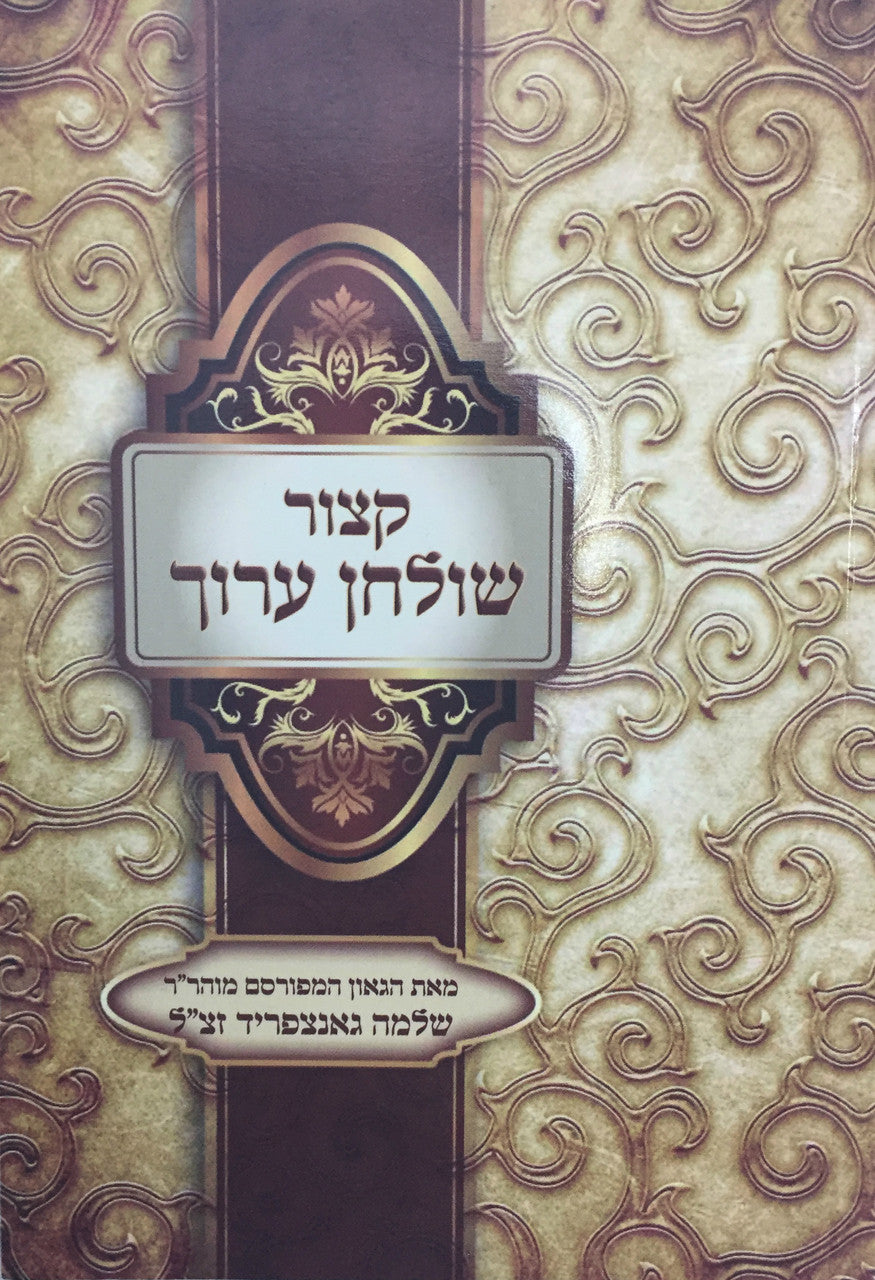 קצור
שולחן ערוך
מאת הגאון המפורסם מוהר״ר
שלמה גאנצפריד זצ״ל